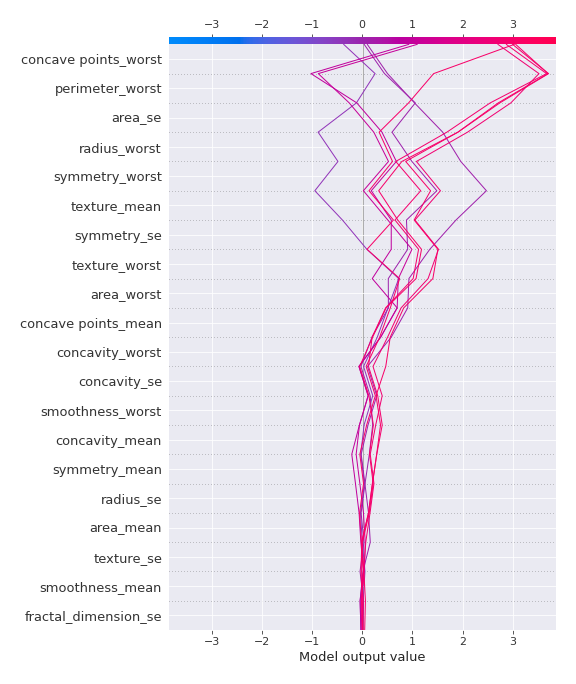 −3 −2 −1 0 1 2 3
concave points_worst
perimeter_worst
area_se
radius_worst
symmetry_worst
texture_mean
symmetry_se
texture_worst
area_worst
concave points_mean
concavity_worst
concavity_se
smoothness_worst
concavity_mean
symmetry_mean
radius_se
area_mean
texture_se
smoothness_mean
fractal_dimension_se
−3 −2 −1 0 1 2 3
Model output value